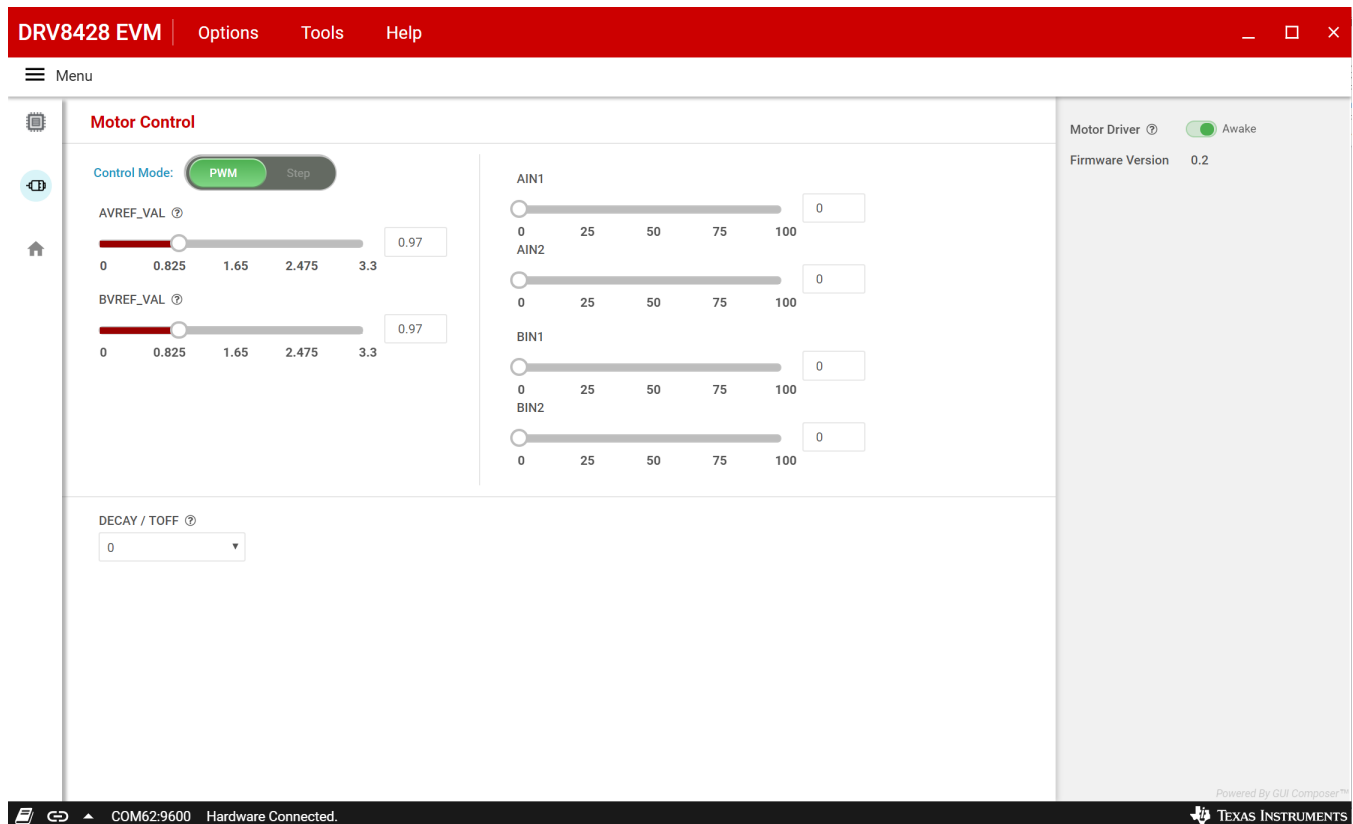 DRV8428 EVM Options Tools Help
Menu
Motor Control
Control Mode: PWM Step
AVREF_VAL
0.97
0 0.825 1.65 2.475 3.3
BVREF_VAL
0.97
0 0.825 1.65 2.475 3.3
AIN1
0
0 25 50 75 100
AIN2
0
0 25 50 75 100
BIN1
0
0 25 50 75 100
BIN2
0
0 25 50 75 100
DECAY / TOFF
0
Motor Driver Awake
Firmware Version 0.2
Powered By GUI Composer™
COM62:9600 Hardware Connected.
TEXAS INSTRUMENTS